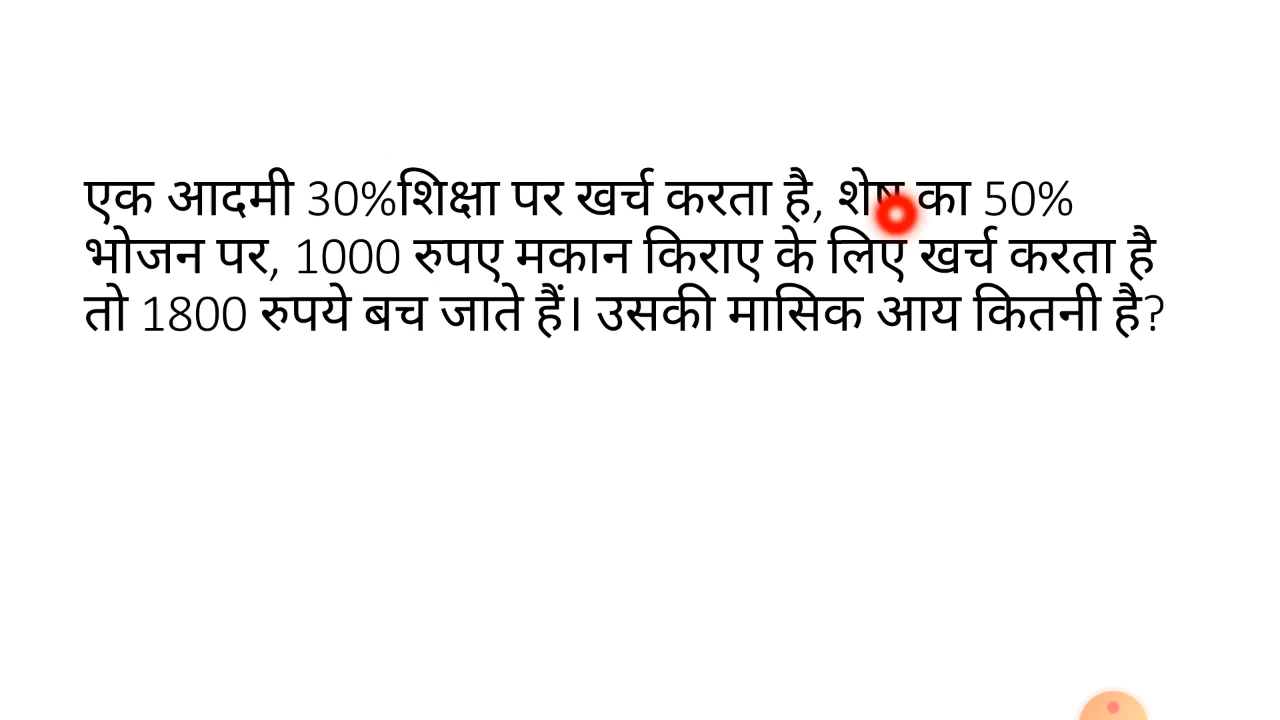 एक आदमी 30%शिक्षा पर खर्च करता है, शेष का 50%
भोजन पर, 1000 रुपए मकान किराए के लिए खर्च करता है
तो 1800 रुपये बच जाते हैं। उसकी मासिक आय कितनी है?